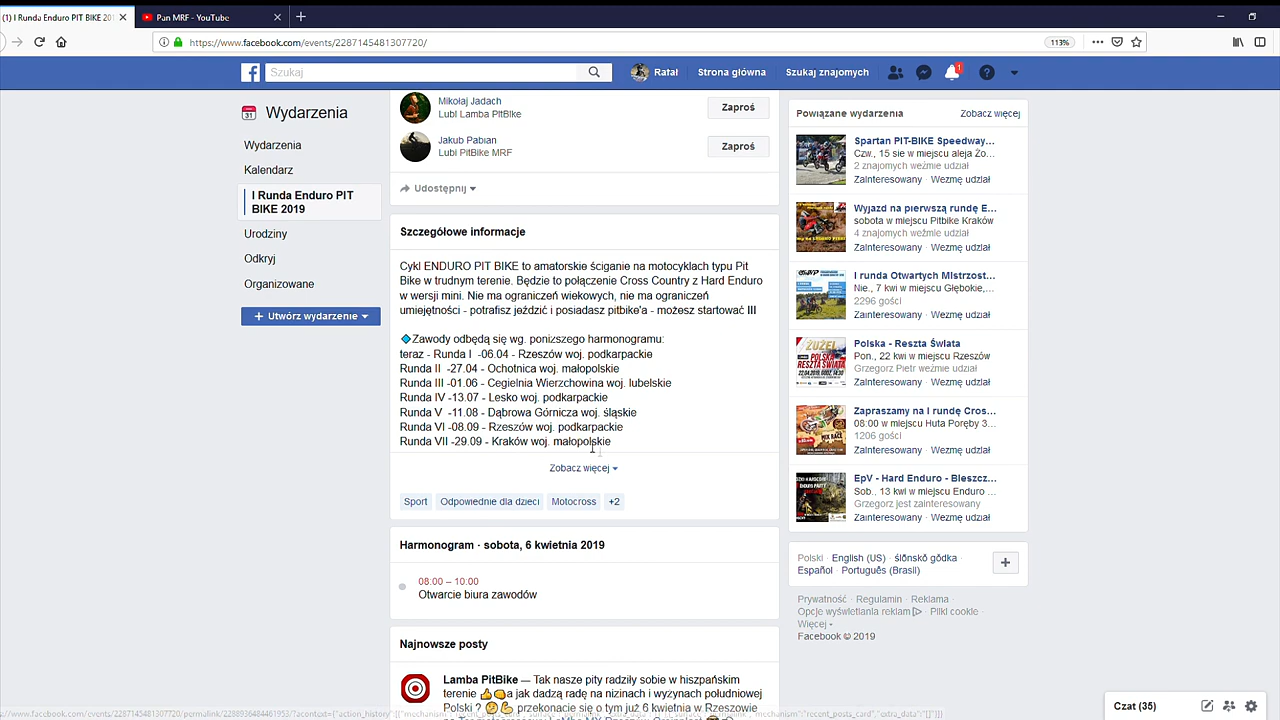 (1) I Runda Enduro PIT BIKE 201
Pan MRF - YouTube
https://www.facebook.com/events/2287145481307720/
113%
Szukaj
Rafał
Strona główna
Szukaj znajomych
1
31
Wydarzenia
Wydarzenia
Kalendarz
I Runda Enduro PIT
BIKE 2019
Urodziny
Odkryj
Organizowane
Utwórz wydarzenie
Mikołaj Jadach
Lubi Lamba PitBike
Zaproś
Jakub Pabian
Lubi PitBike MRF
Zaproś
Udostępnij
Szczegółowe informacje
Cykl ENDURO PIT BIKE to amatorskie ściganie na motocyklach typu Pit
Bike w trudnym terenie. Będzie to połączenie Cross Country z Hard Enduro
w wersji mini. Nie ma ograniczeń wiekowych, nie ma ograniczeń
umiejętności - potrafisz jeździć i posiadasz pitbike'a - możesz startować !!!
Zawody odbędą się wg. poniższego harmonogramu:
teraz - Runda I -06.04 - Rzeszów woj. podkarpackie
Runda II -27.04 - Ochotnica woj. małopolskie
Runda III -01.06 - Cegielnia Wierzchowina woj. lubelskie
Runda IV -13.07 - Lesko woj. podkarpackie
Runda V -11.08 - Dąbrowa Górnicza woj. śląskie
Runda VI -08.09 - Rzeszów woj. podkarpackie
Runda VII -29.09 - Kraków woj. małopolskie
Zobacz więcej
Sport
Odpowiednie dla dzieci
Motocross
+2
Harmonogram - sobota, 6 kwietnia 2019
08:00 – 10:00
Otwarcie biura zawodów
Najnowsze posty
Lamba PitBike — Tak nasze pity radziły sobie w hiszpańskim
terenie 👍👊a jak dadzą radę na nizinach i wyżynach południowej
Polski ? przekonacie się o tym już 6 kwietnia w Rzeszowie
Powiązane wydarzenia
Zobacz więcej
Spartan PIT-BIKE Speedway...
Czw., 15 sie w miejscu aleja Żo...
2 znajomych weźmie udział
Zainteresowany · Wezmę udział
Wyjazd na pierwszą rundę E...
sobota w miejscu Pitbike Kraków
4 znajomych weźmie udział
Zainteresowany · Wezmę udział
I runda Otwartych Mistrzost...
Nie., 7 kwi w miejscu Głębokie,...
2296 gości
Zainteresowany · Wezmę udział
Polska - Reszta Świata
Pon., 22 kwi w miejscu Rzeszów
Grzegorz Pietr weźmie udział
Zainteresowany · Wezmę udział
Zapraszamy na I rundę Cros...
08:00 w miejscu Huta Poręby 3...
1206 gości
Zainteresowany · Wezmę udział
EpV - Hard Enduro - Bleszcz...
Sob., 13 kwi w miejscu Enduro ...
Grzegorz jest zainteresowany
Zainteresowany · Wezmę udział
Polski · English (US) · ślōnskŏ gŏdka ·
Español · Português (Brasil)
Prywatność · Regulamin · Reklama ·
Opcje wyświetlania reklam · Pliki cookie ·
Więcej
Facebook © 2019
Czat (35)